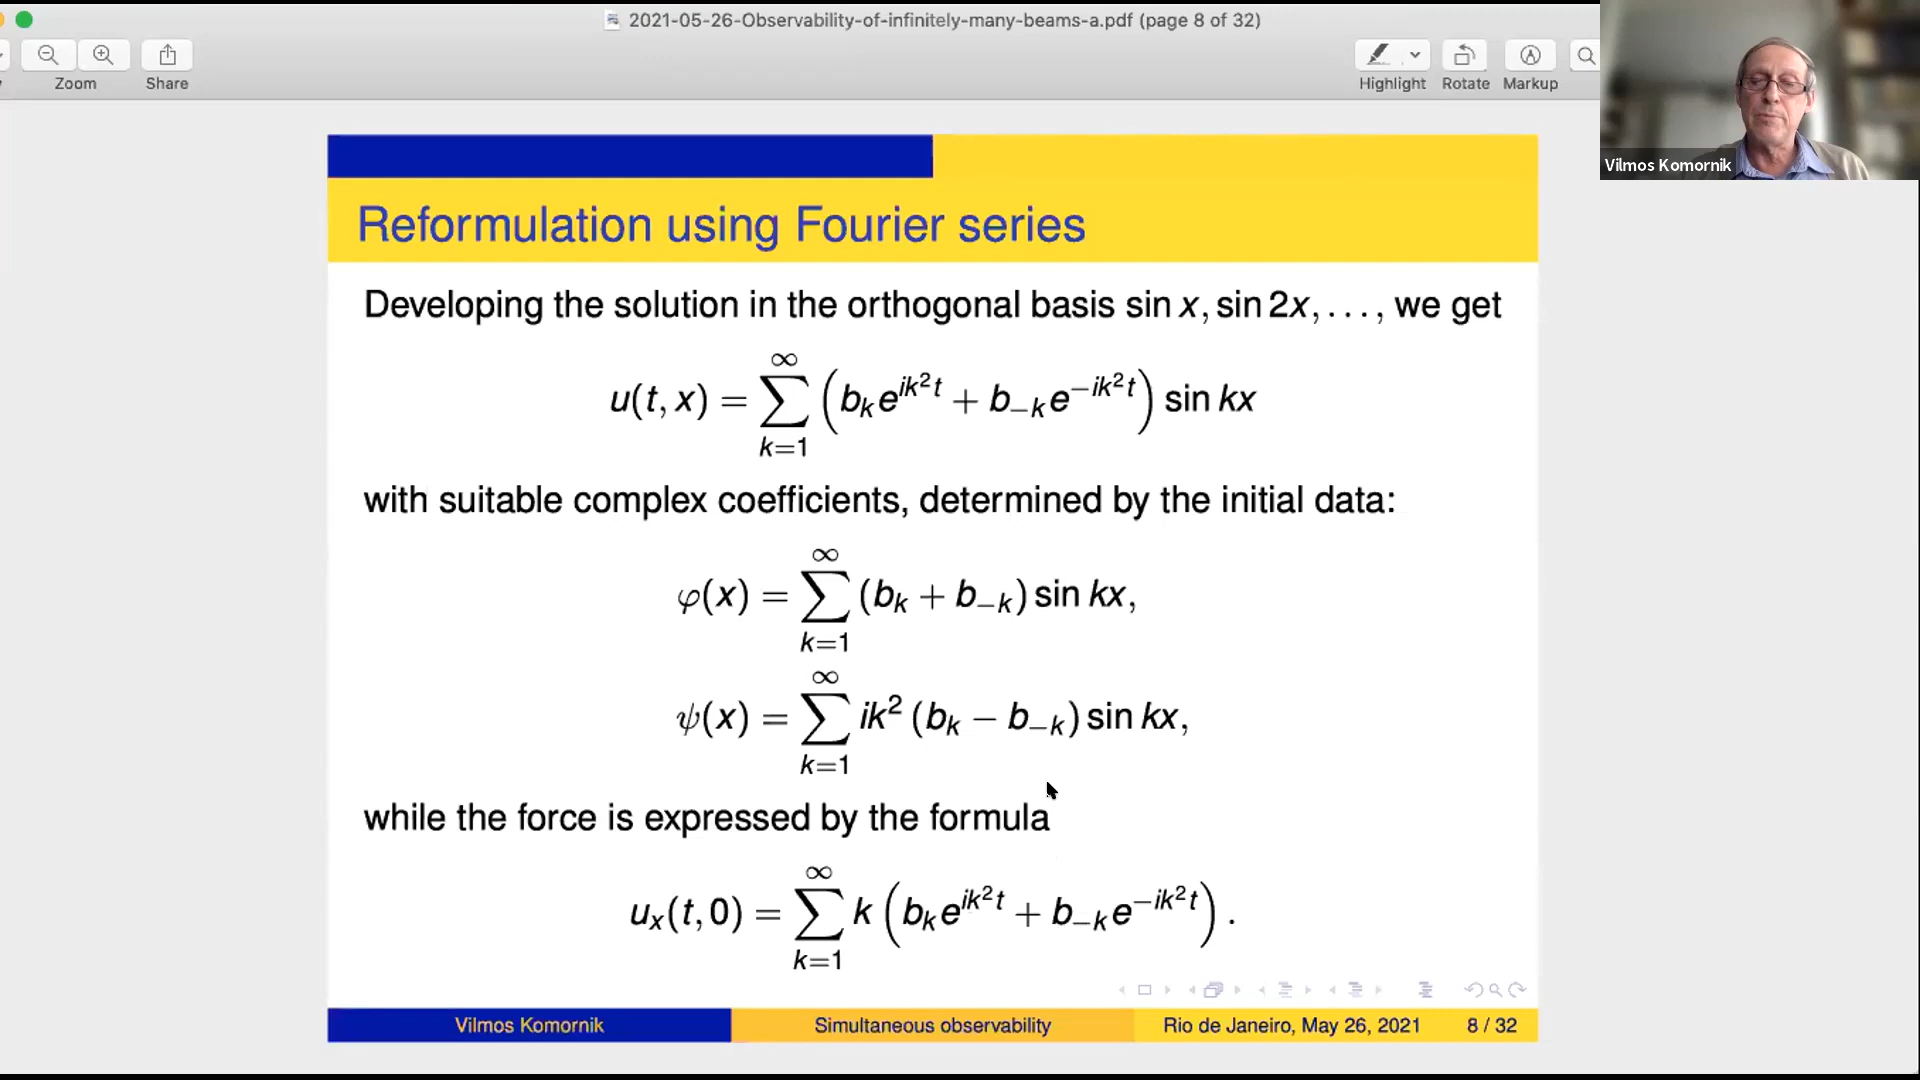 2021-05-26-Observability-of-infinitely-many-beams-a.pdf (page 8 of 32)
Zoom
Share
Highlight
Rotate
Markup
Vilmos Komornik
Reformulation using Fourier series
Developing the solution in the orthogonal basis sin x, sin 2x, . . . , we get
u(t, x) = ∑_{k=1}^{∞} (b_k e^{ik²t} + b_{−k} e^{−ik²t}) sin kx
with suitable complex coefficients, determined by the initial data:
φ(x) = ∑_{k=1}^{∞} (b_k + b_{−k}) sin kx,
ψ(x) = ∑_{k=1}^{∞} ik² (b_k − b_{−k}) sin kx,
while the force is expressed by the formula
u_x(t, 0) = ∑_{k=1}^{∞} k (b_k e^{ik²t} + b_{−k} e^{−ik²t}) .
Vilmos Komornik
Simultaneous observability
Rio de Janeiro, May 26, 2021
8 / 32